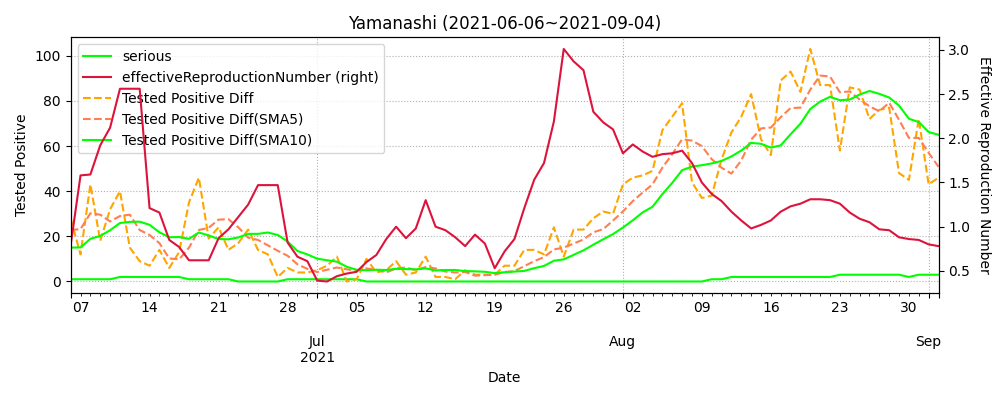 Yamanashi (2021-06-06~2021-09-04)
serious
effectiveReproductionNumber (right)
Tested Positive Diff
Tested Positive Diff(SMA5)
Tested Positive Diff(SMA10)
Tested Positive
100
80
60
40
20
0
3.0
2.5
2.0
1.5
1.0
0.5
Effective Reproduction Number
07 14 21 28 05 12 19 26 02 09 16 23 30
Jul Aug Sep
2021
Date